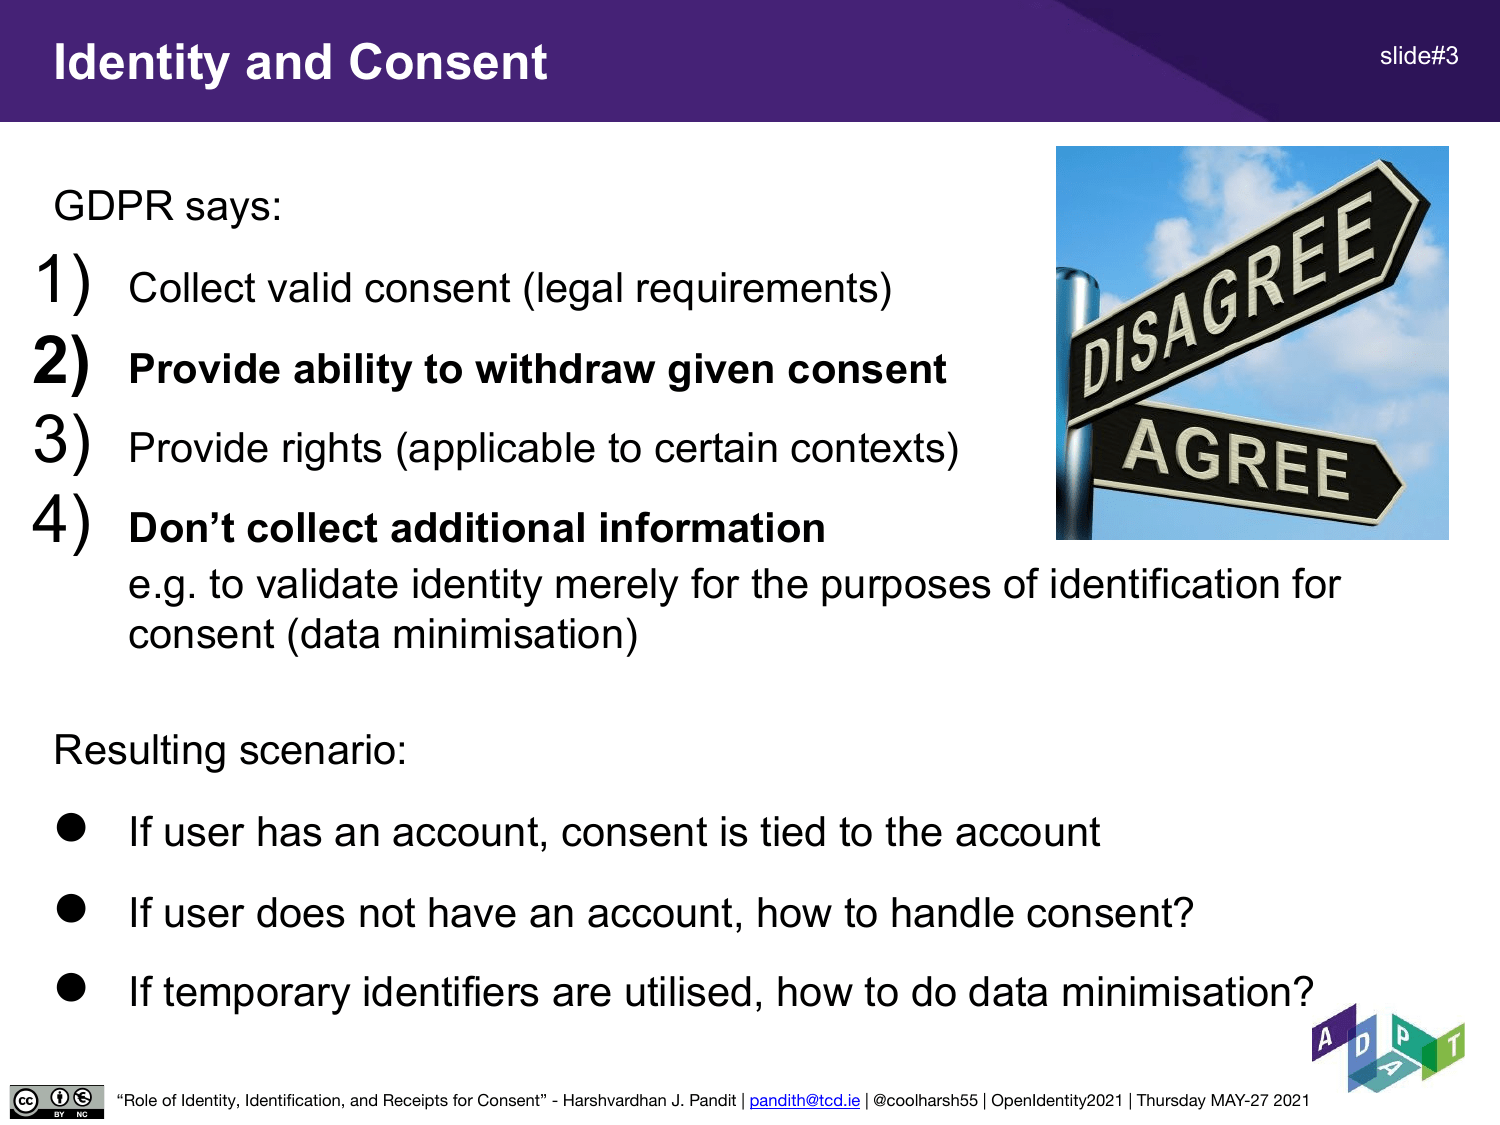 Identity and Consent
slide#3
GDPR says:
1) Collect valid consent (legal requirements)
2) Provide ability to withdraw given consent
3) Provide rights (applicable to certain contexts)
4) Don’t collect additional information
e.g. to validate identity merely for the purposes of identification for
consent (data minimisation)
DISAGREE
AGREE
Resulting scenario:
● If user has an account, consent is tied to the account
● If user does not have an account, how to handle consent?
● If temporary identifiers are utilised, how to do data minimisation?
ADAPT
cc BY NC
“Role of Identity, Identification, and Receipts for Consent” - Harshvardhan J. Pandit | pandith@tcd.ie | @coolharsh55 | OpenIdentity2021 | Thursday MAY-27 2021